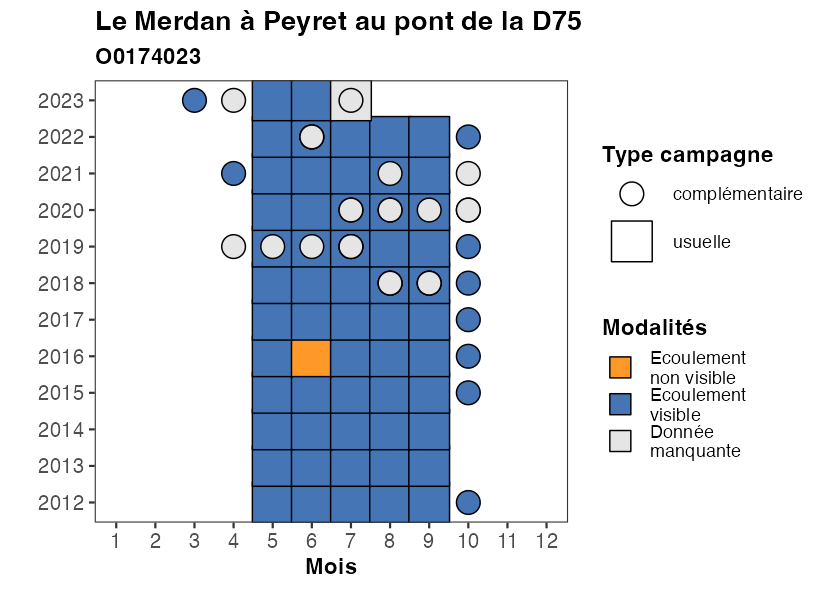 Le Merdan à Peyret au pont de la D75
O0174023
2023
2022
2021
2020
2019
2018
2017
2016
2015
2014
2013
2012
1 2 3 4 5 6 7 8 9 10 11 12
Mois
Type campagne
complémentaire
usuelle
Modalités
Ecoulement
non visible
Ecoulement
visible
Donnée
manquante